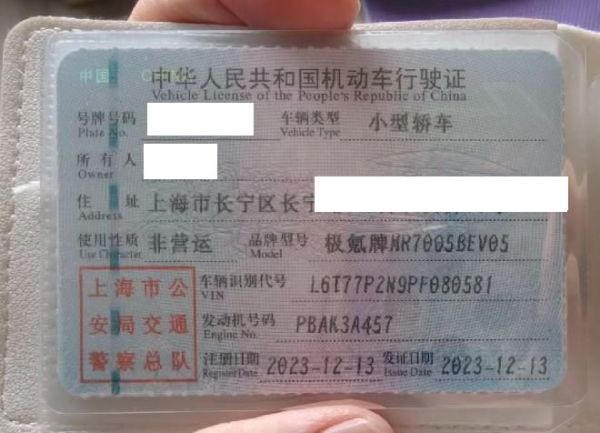 中华人民共和国机动车行驶证
Vehicle License of the People's Republic of China
号牌号码 车辆类型 小型轿车
Plate No. Vehicle Type
所有人
Owner
住址 上海市长宁区长宁
Address
使用性质 非营运 品牌型号 极氪牌MR7005BEV05
Use Character Model
上海市公 车辆识别代号 L6T77P2N9PF080581
VIN
安局交通 发动机号码 PBAK3A457
Engine No.
警察总队 注册日期 2023-12-13 发证日期 2023-12-13
Register Date Issue Date